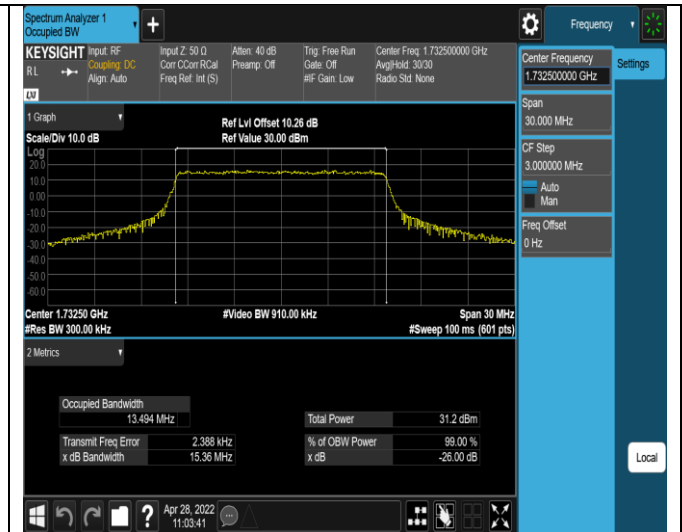 Spectrum Analyzer 1
Occupied BW
Frequency
KEYSIGHT
R L
LXI
Input: RF
Coupling: DC
Align: Auto
Input Z: 50 Ω
Corr CCorr RCal
Freq Ref: Int (S)
Atten: 40 dB
Preamp: Off
Trig: Free Run
Gate: Off
#IF Gain: Low
Center Freq: 1.732500000 GHz
Avg|Hold: 30/30
Radio Std: None
Center Frequency
1.732500000 GHz
Settings
Span
30.000 MHz
CF Step
3.000000 MHz
Auto
Man
Freq Offset
0 Hz
1 Graph
Scale/Div 10.0 dB
Ref Lvl Offset 10.26 dB
Ref Value 30.00 dBm
Log
20.0
10.0
0.00
-10.0
-20.0
-30.0
-40.0
-50.0
-60.0
Center 1.73250 GHz
#Res BW 300.00 kHz
#Video BW 910.00 kHz
Span 30 MHz
#Sweep 100 ms (601 pts)
2 Metrics
Occupied Bandwidth
13.494 MHz
Total Power 31.2 dBm
Transmit Freq Error 2.388 kHz
% of OBW Power 99.00 %
x dB Bandwidth 15.36 MHz
x dB -26.00 dB
Local
?
Apr 28, 2022
11:03:41